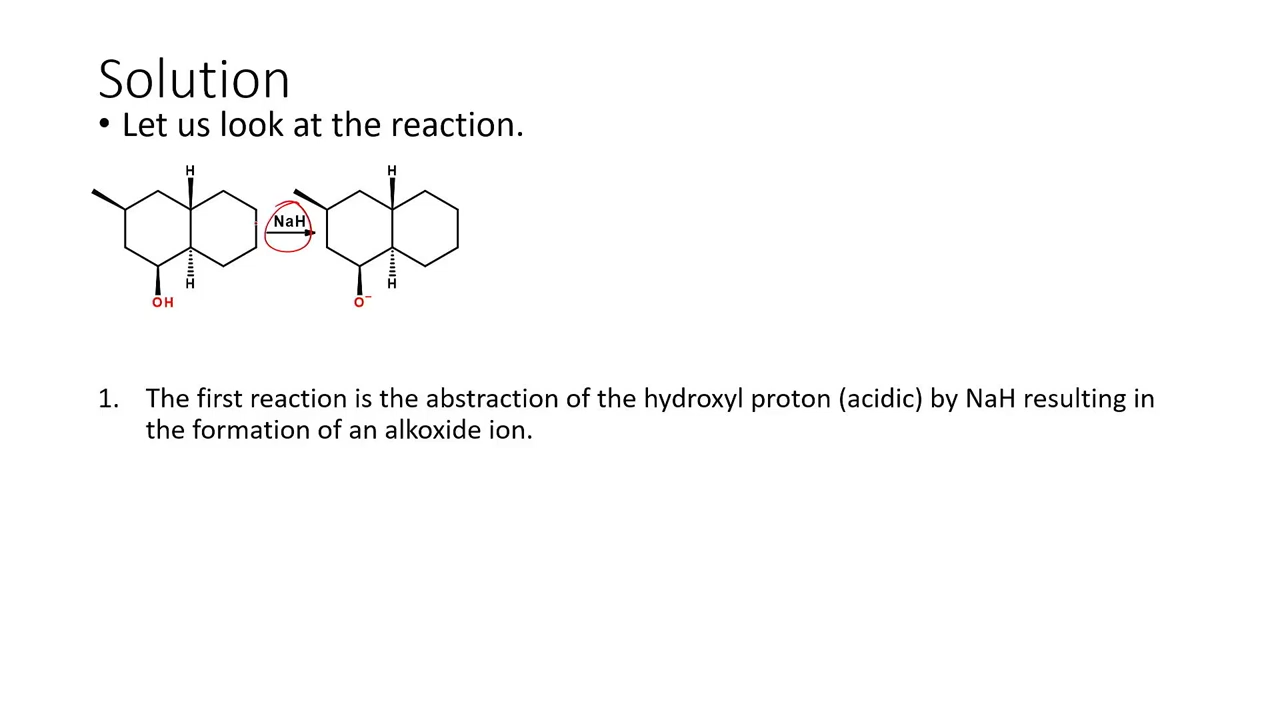 Solution
• Let us look at the reaction.
H H
NaH
H H
OH O⁻
1. The first reaction is the abstraction of the hydroxyl proton (acidic) by NaH resulting in
the formation of an alkoxide ion.